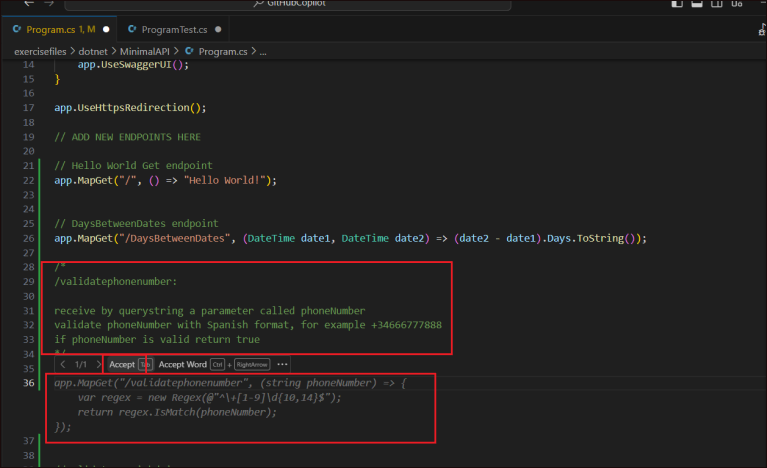 GitHubCopilot
Program.cs 1, M
ProgramTest.cs
exercisefiles > dotnet > MinimalAPI > Program.cs > ...
14 app.UseSwaggerUI();
15 }
16
17 app.UseHttpsRedirection();
18
19 // ADD NEW ENDPOINTS HERE
20
21 // Hello World Get endpoint
22 app.MapGet("/", () => "Hello World!");
23
24
25 // DaysBetweenDates endpoint
26 app.MapGet("/DaysBetweenDates", (DateTime date1, DateTime date2) => (date2 - date1).Days.ToString());
27
28 /*
29 /validatephonenumber:
30
31 receive by querystring a parameter called phoneNumber
32 validate phoneNumber with Spanish format, for example +34666777888
33 if phoneNumber is valid return true
34 */
< 1/1 > Accept Tab Accept Word Ctrl + RightArrow ...
35
36 app.MapGet("/validatephonenumber", (string phoneNumber) => {
var regex = new Regex(@"^\+[1-9]\d{10,14}$");
return regex.IsMatch(phoneNumber);
});
37
38